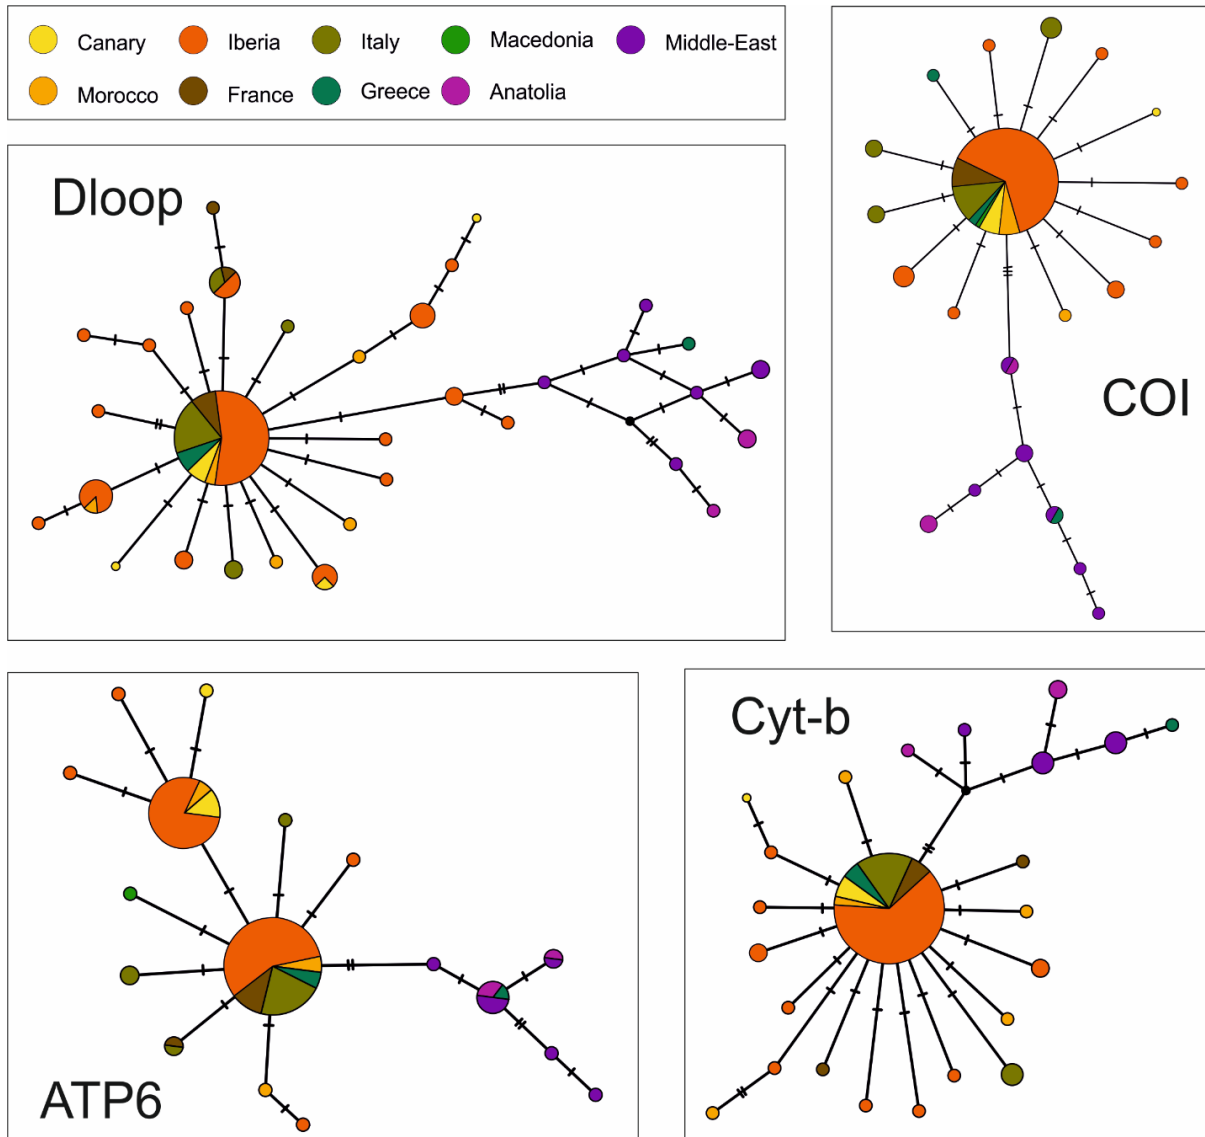 Canary Iberia Italy Macedonia Middle-East
Morocco France Greece Anatolia
Dloop
COI
ATP6
Cyt-b